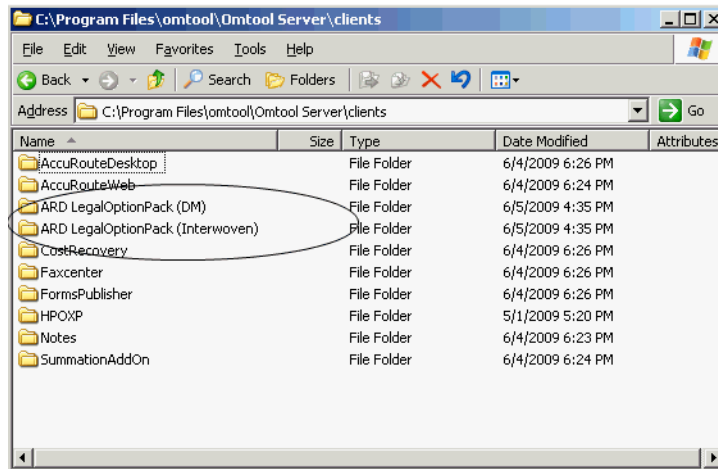 C:\Program Files\omtool\Omtool Server\clients
File Edit View Favorites Tools Help
Back Search Folders
Address C:\Program Files\omtool\Omtool Server\clients Go
Name Size Type Date Modified Attributes
AccuRouteDesktop File Folder 6/4/2009 6:26 PM
AccuRouteWeb File Folder 6/4/2009 6:24 PM
ARD LegalOptionPack (DM) File Folder 6/5/2009 4:35 PM
ARD LegalOptionPack (Interwoven) File Folder 6/5/2009 4:35 PM
CostRecovery File Folder 6/4/2009 6:26 PM
Faxcenter File Folder 6/4/2009 6:26 PM
FormsPublisher File Folder 6/4/2009 6:26 PM
HPOXP File Folder 5/1/2009 5:20 PM
Notes File Folder 6/4/2009 6:23 PM
SummationAddOn File Folder 6/4/2009 6:24 PM